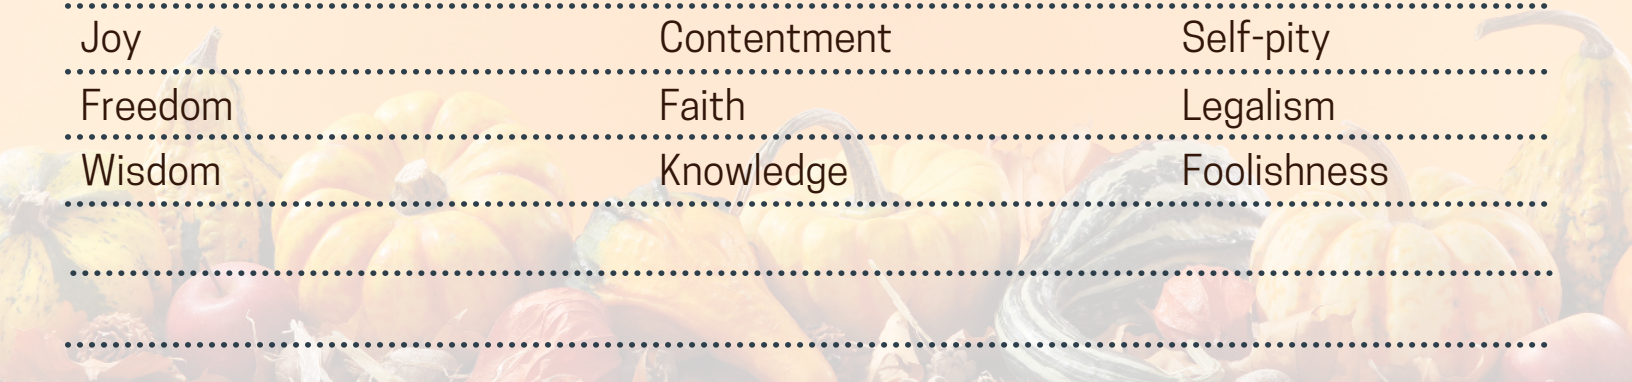 Joy Contentment Self-pity
Freedom Faith Legalism
Wisdom Knowledge Foolishness